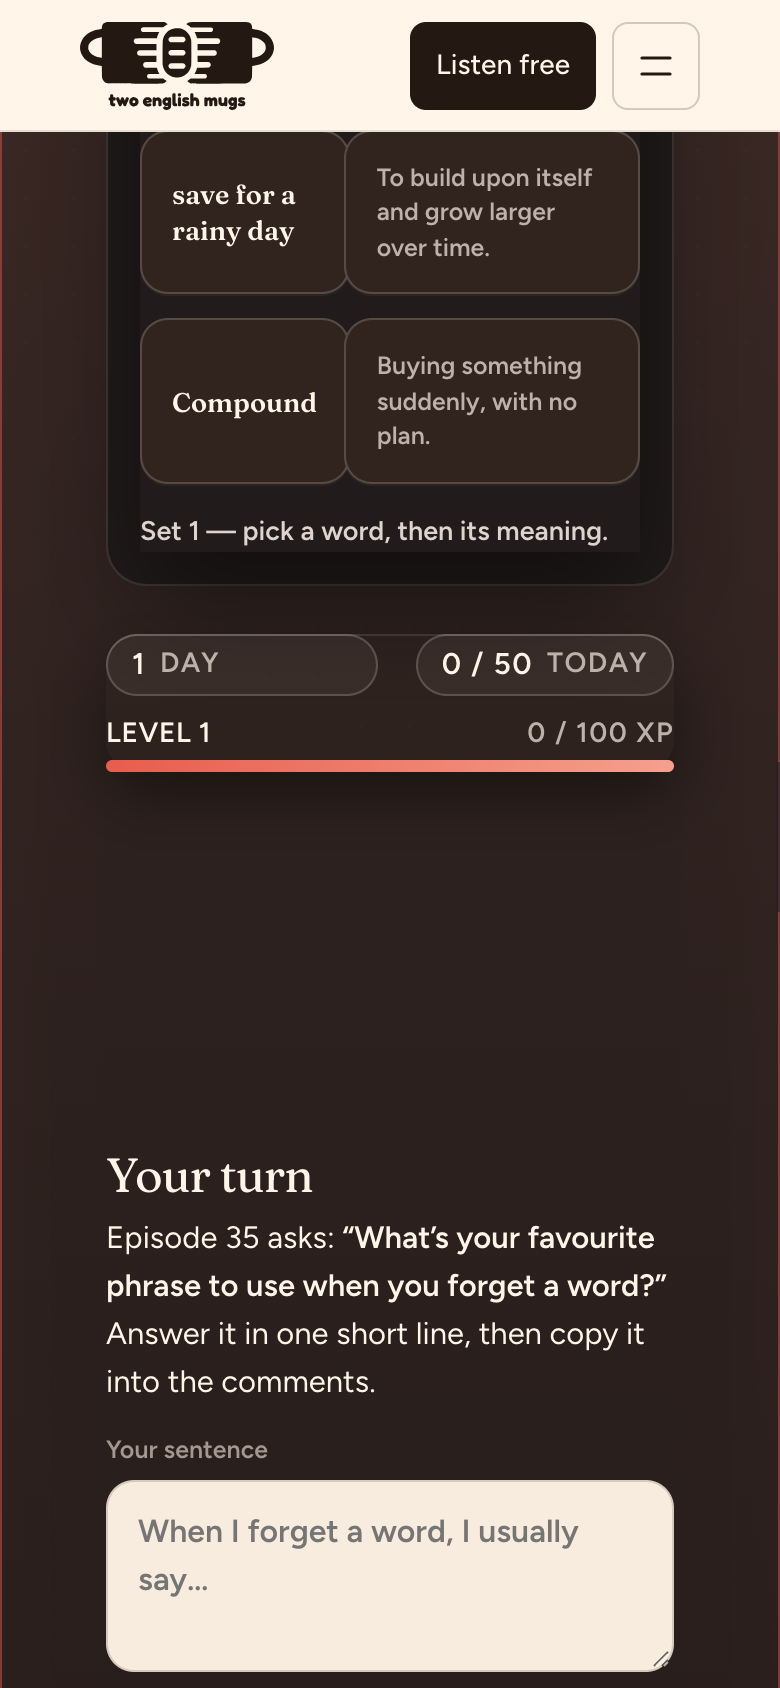 two english mugs
Listen free
save for a
rainy day
To build upon itself
and grow larger
over time.
Compound
Buying something
suddenly, with no
plan.
Set 1 — pick a word, then its meaning.
1 DAY
0 / 50 TODAY
LEVEL 1
0 / 100 XP
Your turn
Episode 35 asks: “What’s your favourite
phrase to use when you forget a word?”
Answer it in one short line, then copy it
into the comments.
Your sentence
When I forget a word, I usually
say...